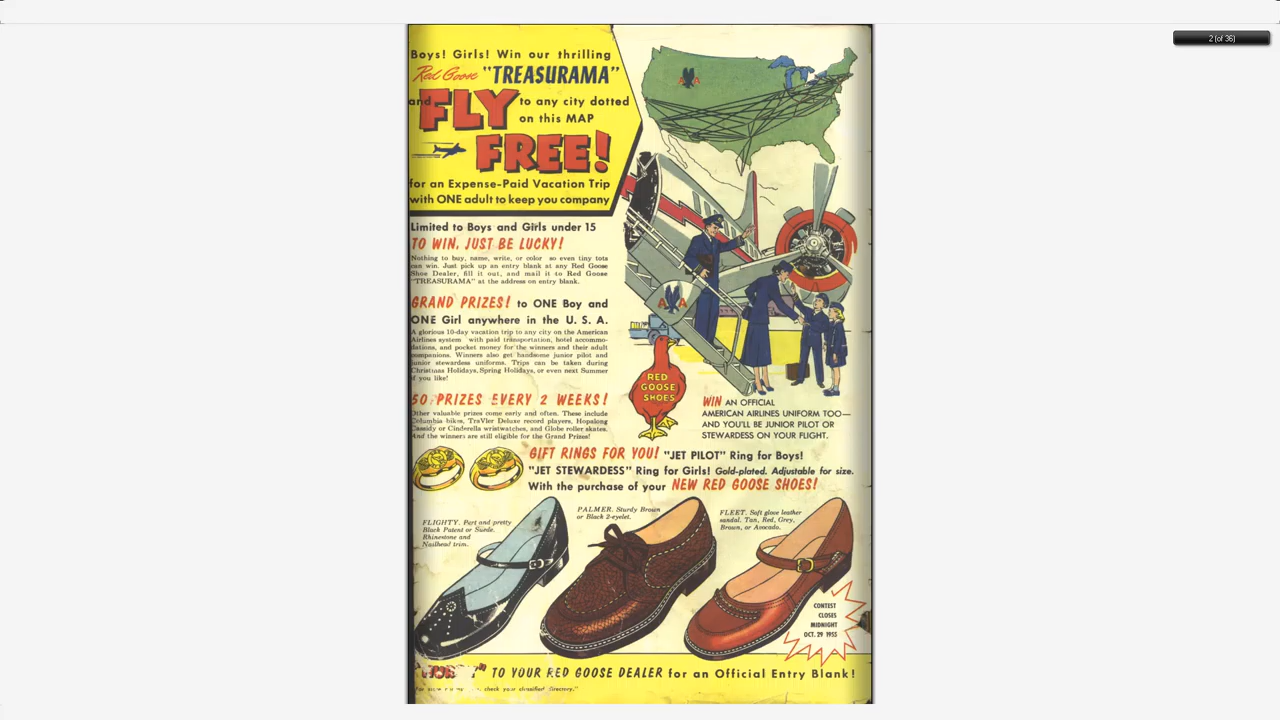 2 (of 36)
Boys! Girls! Win our thrilling
Red Goose "TREASURAMA"
and FLY to any city dotted
on this MAP
FREE!
for an Expense-Paid Vacation Trip
with ONE adult to keep you company
Limited to Boys and Girls under 15
TO WIN, JUST BE LUCKY!
Nothing to buy, name, write, or color so even tiny tots
can win. Just pick up an entry blank at any Red Goose
Shoe Dealer, fill it out, and mail it to Red Goose
"TREASURAMA" at the address on entry blank.
GRAND PRIZES! to ONE Boy and
ONE Girl anywhere in the U. S. A.
A glorious 10-day vacation trip to any city on the American
Airlines system with paid transportation, hotel accommo-
dations, and pocket money for the winners and their adult
companions. Winners also get handsome junior pilot and
junior stewardess uniforms. Trips can be taken during
Christmas Holidays, Spring Holidays, or even next Summer
if you like!
50 PRIZES EVERY 2 WEEKS!
Other valuable prizes come early and often. These include
Columbia bikes, TraVler Deluxe record players, Hopalong
Cassidy or Cinderella wristwatches, and Globe roller skates.
And the winners are still eligible for the Grand Prizes!
A A
RED
GOOSE
SHOES
WIN AN OFFICIAL
AMERICAN AIRLINES UNIFORM TOO—
AND YOU'LL BE JUNIOR PILOT OR
STEWARDESS ON YOUR FLIGHT.
GIFT RINGS FOR YOU! "JET PILOT" Ring for Boys!
"JET STEWARDESS" Ring for Girls! Gold-plated. Adjustable for size.
With the purchase of your NEW RED GOOSE SHOES!
FLIGHTY. Pert and pretty
Black Patent or Suede.
Rhinestone and
Nailhead trim.
PALMER. Sturdy Brown
or Black 2-eyelet.
FLEET. Soft glove leather
sandal. Tan, Red, Grey,
Brown, or Avocado.
CONTEST
CLOSES
MIDNIGHT
OCT. 29 1955
TO YOUR RED GOOSE DEALER for an Official Entry Blank!
check your classified directory."